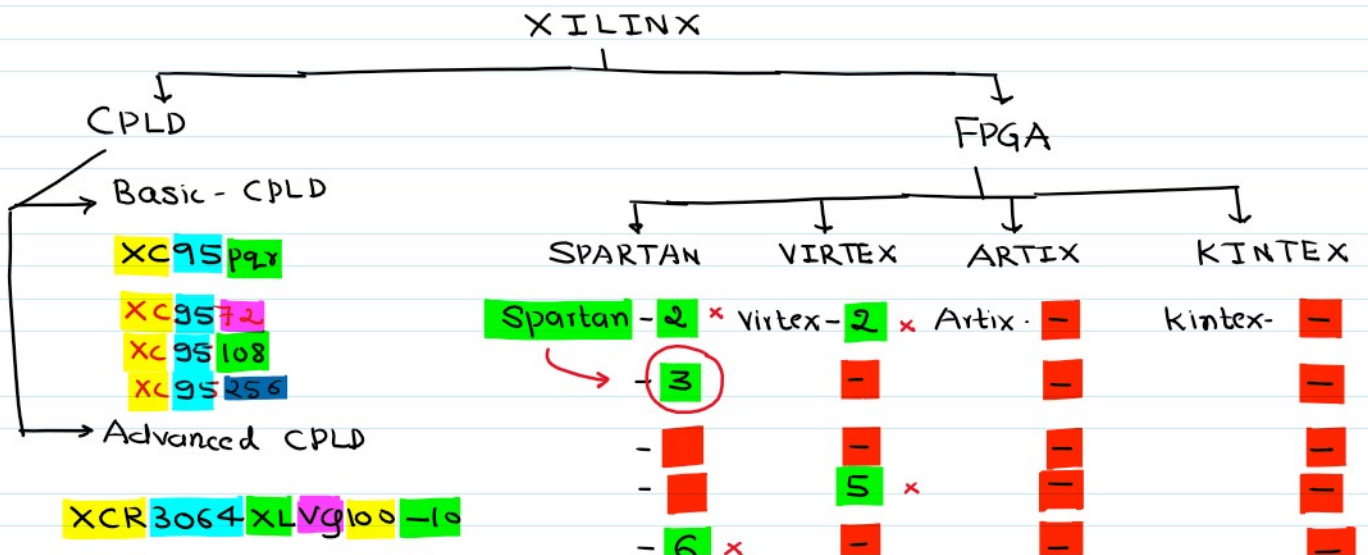 XILINX
CPLD
FPGA
Basic - CPLD
XC95pqr
XC9572
XC95108
XC95256
Advanced CPLD
XCR3064XLVq100-10
SPARTAN VIRTEX ARTIX KINTEX
Spartan - 2 × Virtex - 2 × Artix - - Kintex- -
- 3 - - -
- - - -
- 5 × - -
- 6 × - - -